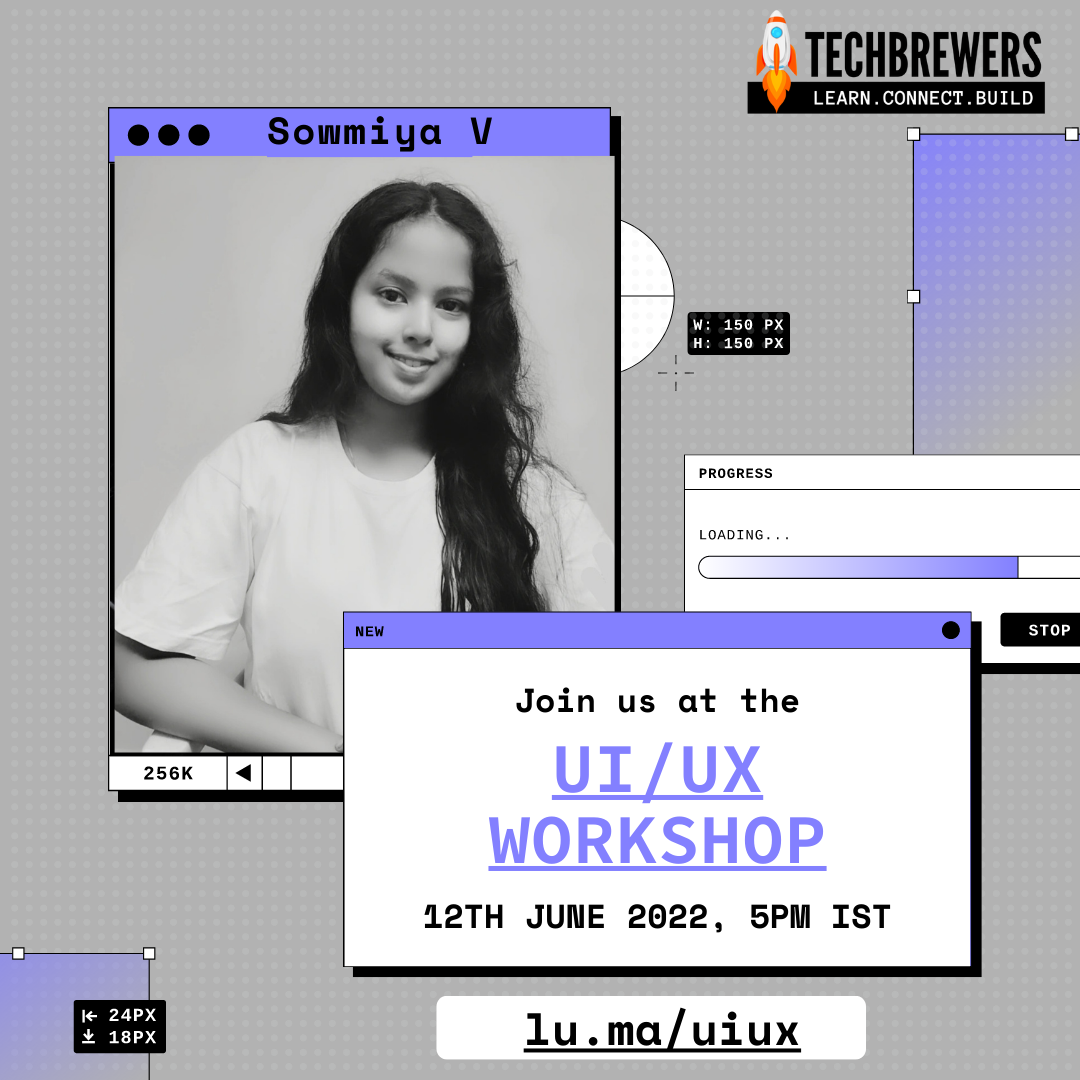 TECHBREWERS
LEARN.CONNECT.BUILD
Sowmiya V
W: 150 PX
H: 150 PX
PROGRESS
LOADING...
STOP
NEW
Join us at the
UI/UX
WORKSHOP
12TH JUNE 2022, 5PM IST
256K
24PX
18PX
lu.ma/uiux